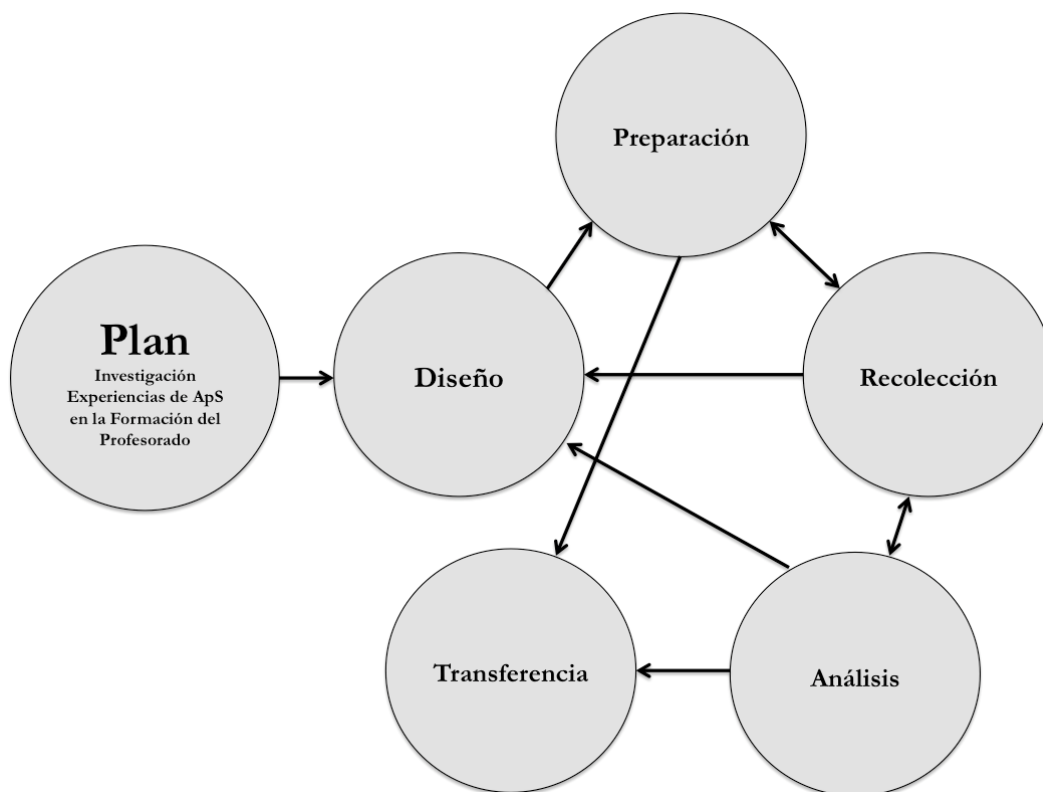 Preparación
Plan
Investigación
Experiencias de ApS
en la Formación del
Profesorado
Diseño
Recolección
Transferencia
Análisis